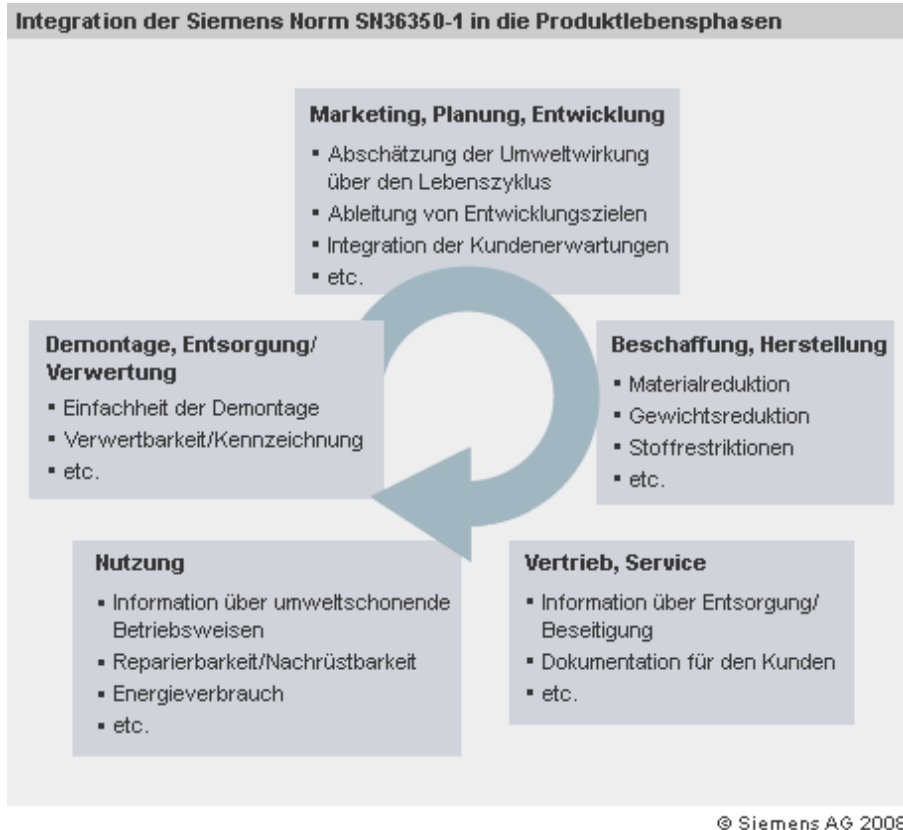 Integration der Siemens Norm SN36350-1 in die Produktlebensphasen
Marketing, Planung, Entwicklung
▪ Abschätzung der Umweltwirkung
über den Lebenszyklus
▪ Ableitung von Entwicklungszielen
▪ Integration der Kundenerwartungen
▪ etc.
Beschaffung, Herstellung
▪ Materialreduktion
▪ Gewichtsreduktion
▪ Stoffrestriktionen
▪ etc.
Vertrieb, Service
▪ Information über Entsorgung/
Beseitigung
▪ Dokumentation für den Kunden
▪ etc.
Nutzung
▪ Information über umweltschonende
Betriebsweisen
▪ Reparierbarkeit/Nachrüstbarkeit
▪ Energieverbrauch
▪ etc.
Demontage, Entsorgung/
Verwertung
▪ Einfachheit der Demontage
▪ Verwertbarkeit/Kennzeichnung
▪ etc.
© Siemens AG 2008